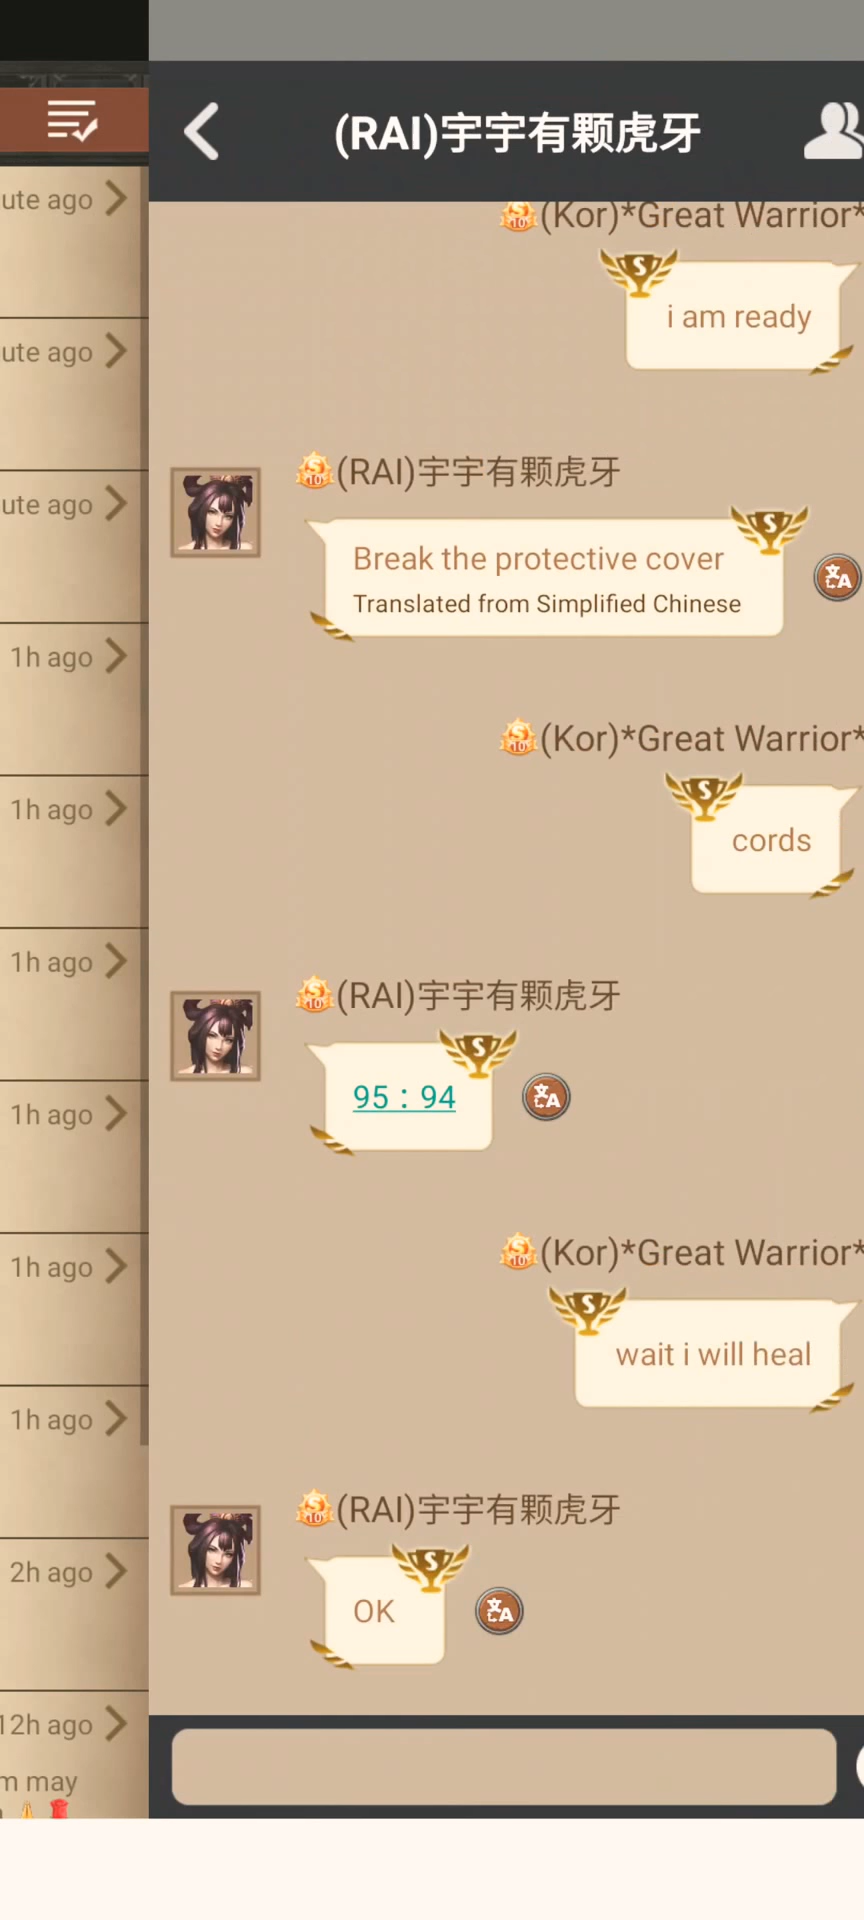 (RAI)宇宇有颗虎牙
ute ago
ute ago
ute ago
1h ago
1h ago
1h ago
1h ago
1h ago
1h ago
2h ago
12h ago
m may
(Kor)*Great Warrior*
i am ready
(RAI)宇宇有颗虎牙
Break the protective cover
Translated from Simplified Chinese
(Kor)*Great Warrior*
cords
(RAI)宇宇有颗虎牙
95：94
(Kor)*Great Warrior*
wait i will heal
(RAI)宇宇有颗虎牙
OK